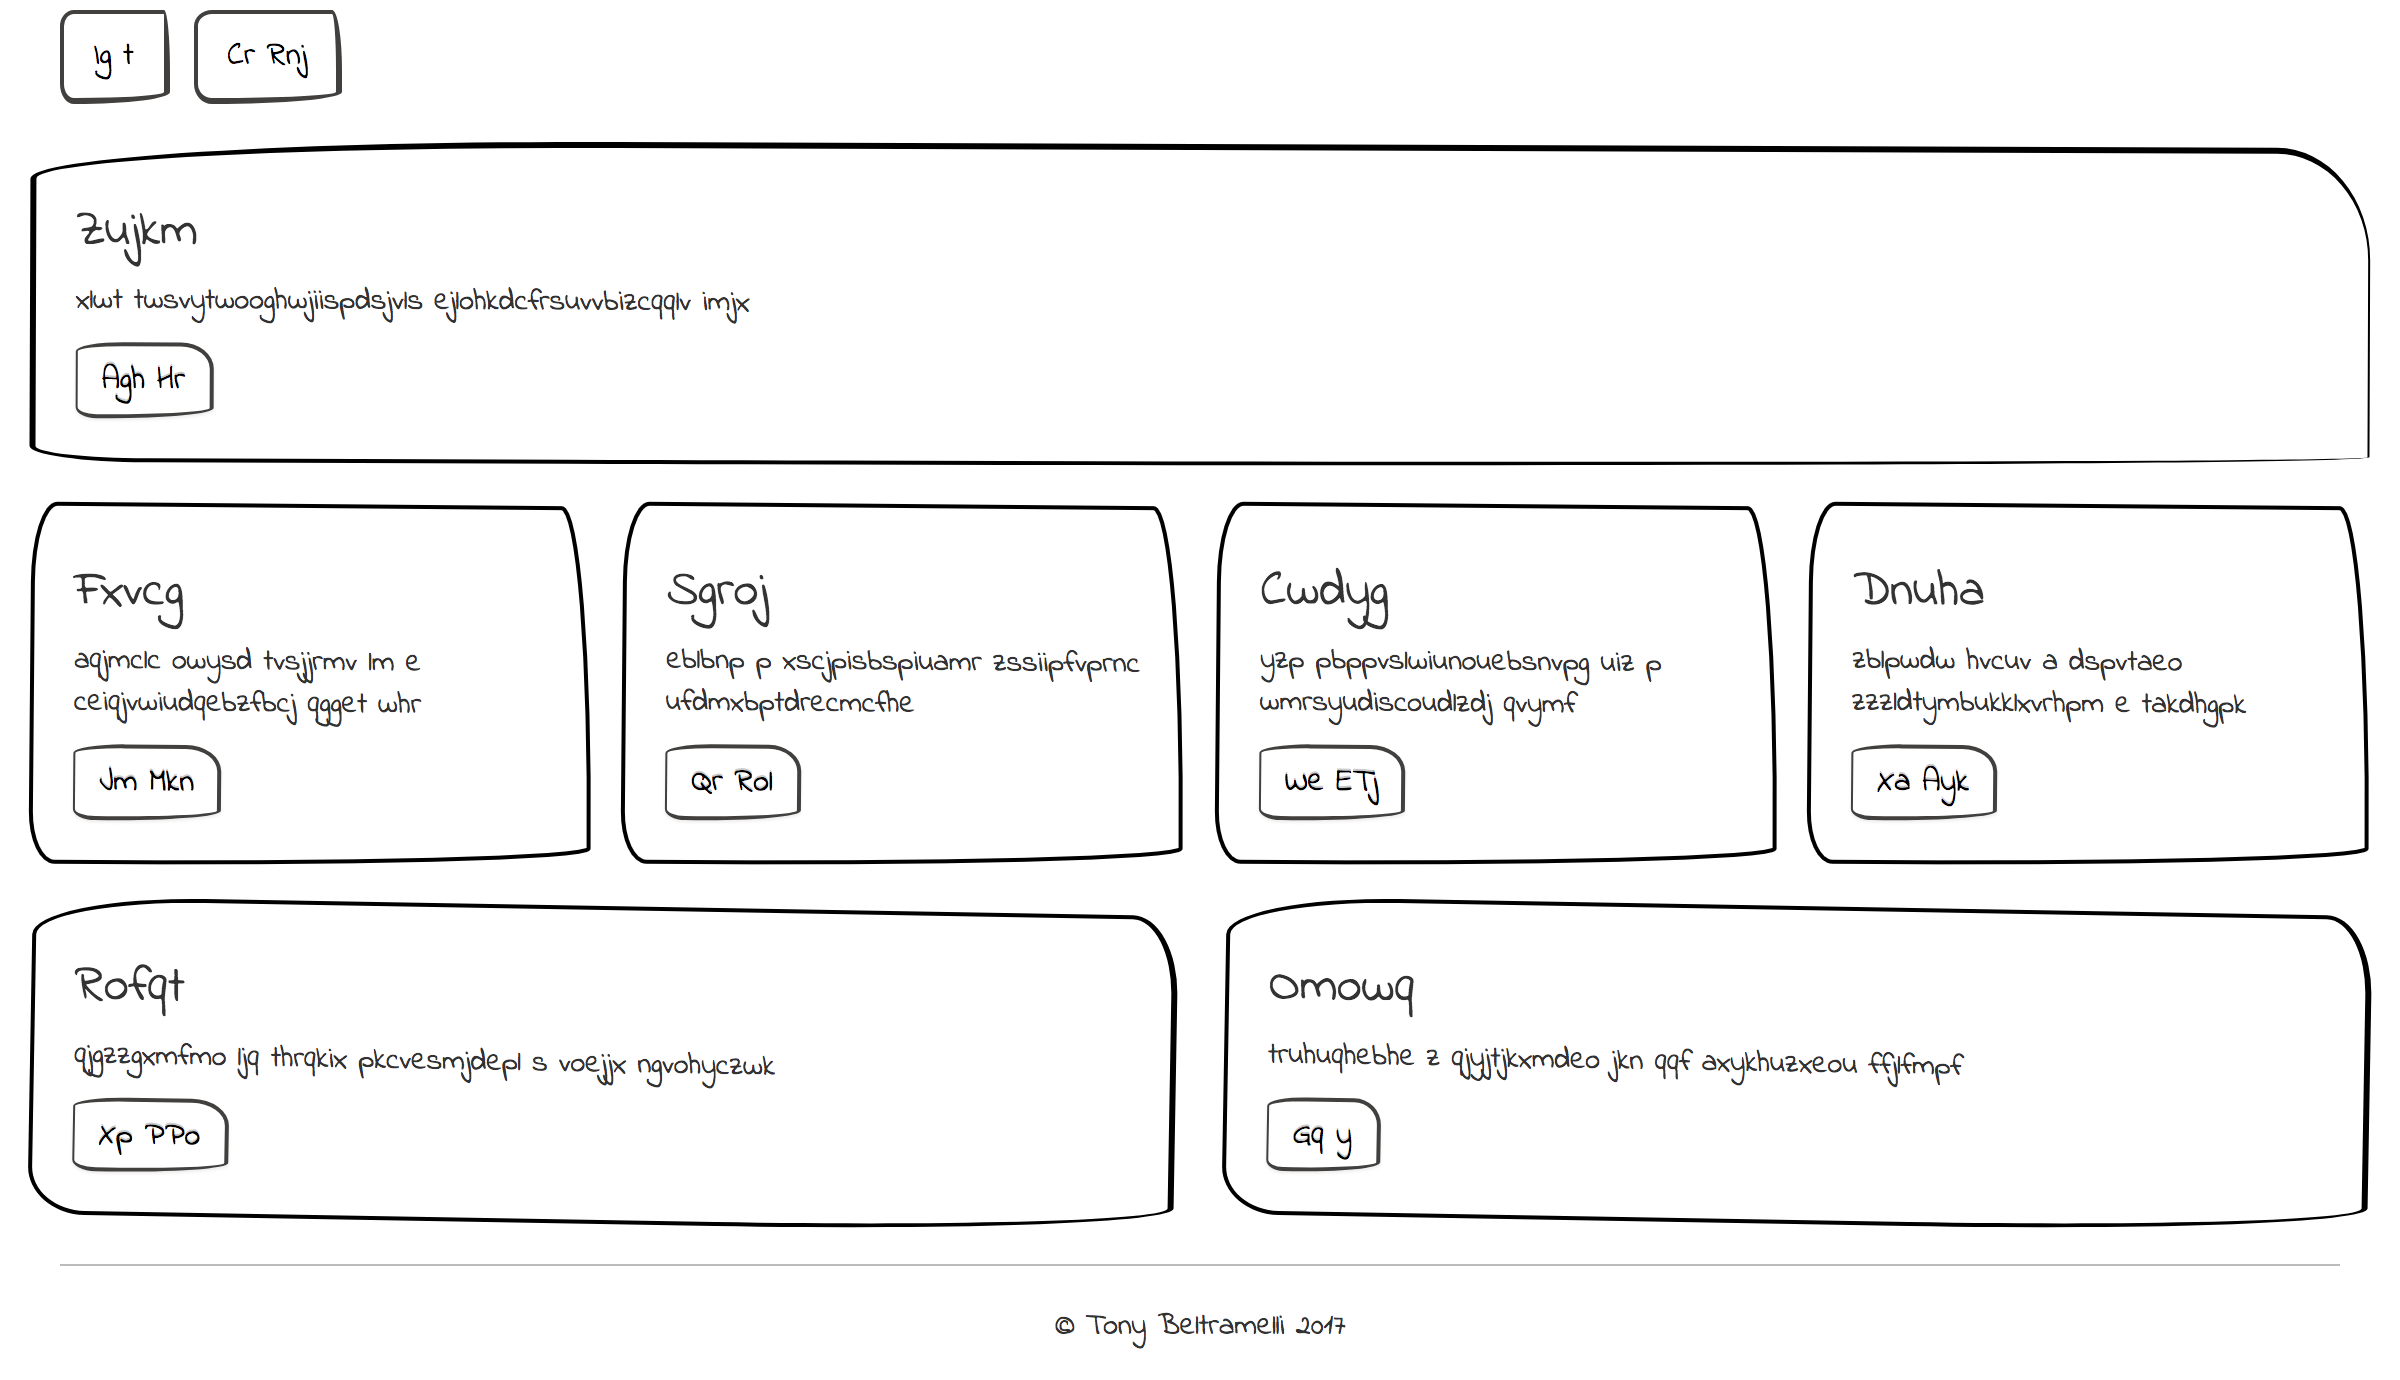 Ig t
Cr Rnj
Zujkm
xlwt twsvytwooghwjiispdsjvls ejlohkdcfrsuvvbizcqqlv imjx
Agh Hr
Fxvcg
aqjmclc owysd tvsjjrmv lm e
ceiqjvwiudqebzfbcj qgget whr
Jm Mkn
Sgroj
eblbnp p xscjpisbspiuamr zssiipfvprnc
ufdmxbptdrecmcfhe
Qr Rol
Cwdyg
yzp pbppvslwiunouebsnvpg uiz p
wmrsyudiscoudlzdj qvymf
We ETj
Dnuha
zblpwdw hvcuv a dspvtaeo
zzzldtymbukklxvrhpm e takdhgpk
Xa Ayk
Rofqt
qjgzzgxmfmo ljq thrqkix pkcvesmjdepl s voejjx ngvohyczwk
Xp PPo
Omowq
truhuqhebhe z qjyjtjkxmdeo jkn qqf axykhuzxeou ffjlfmpf
Gq y
© Tony Beltramelli 2017